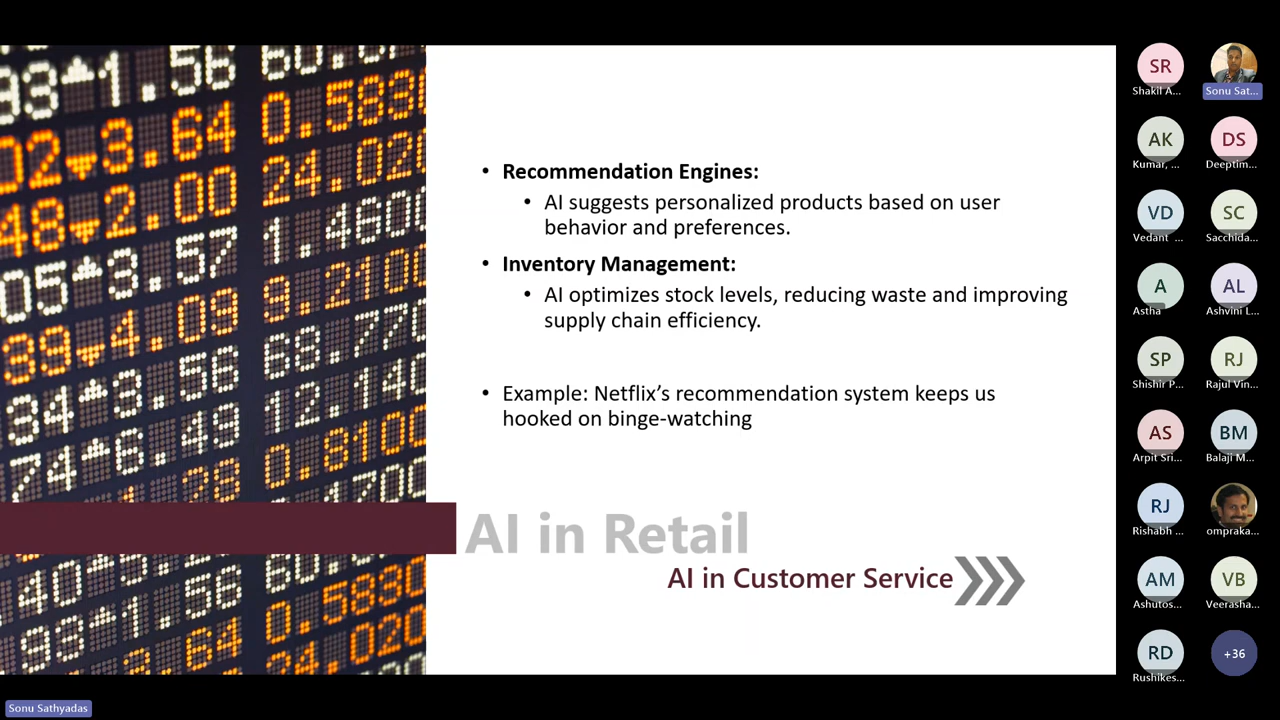 • Recommendation Engines:
• AI suggests personalized products based on user
behavior and preferences.
• Inventory Management:
• AI optimizes stock levels, reducing waste and improving
supply chain efficiency.
• Example: Netflix’s recommendation system keeps us
hooked on binge-watching
AI in Retail
AI in Customer Service
SR
Shakil A...
Sonu Sat...
AK
Kumar, ...
DS
Deeptim...
VD
Vedant ...
SC
Sacchida...
A
Astha
AL
Ashvini L...
SP
Shishir P...
RJ
Rajul Vin...
AS
Arpit Sri...
BM
Balaji M...
RJ
Rishabh ...
ompraka...
AM
Ashutos...
VB
Veerasha...
RD
Rushikes...
+36
Sonu Sathyadas